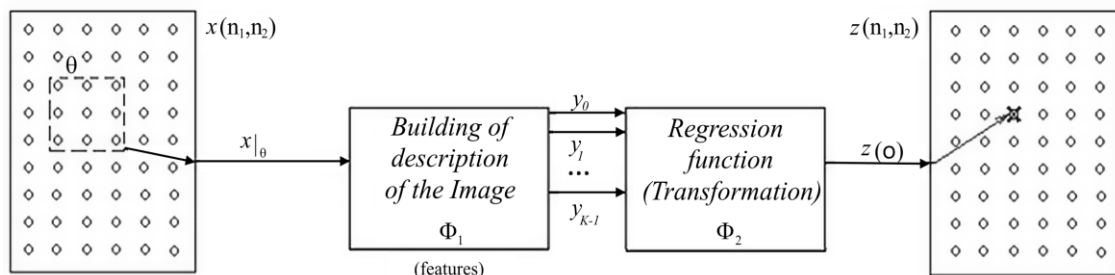 x(n₁,n₂)
θ
x|θ
Building of
description
of the Image
Φ₁
(features)
y₀
y₁
...
y_K-1
Regression
function
(Transformation)
Φ₂
z(o)
z(n₁,n₂)